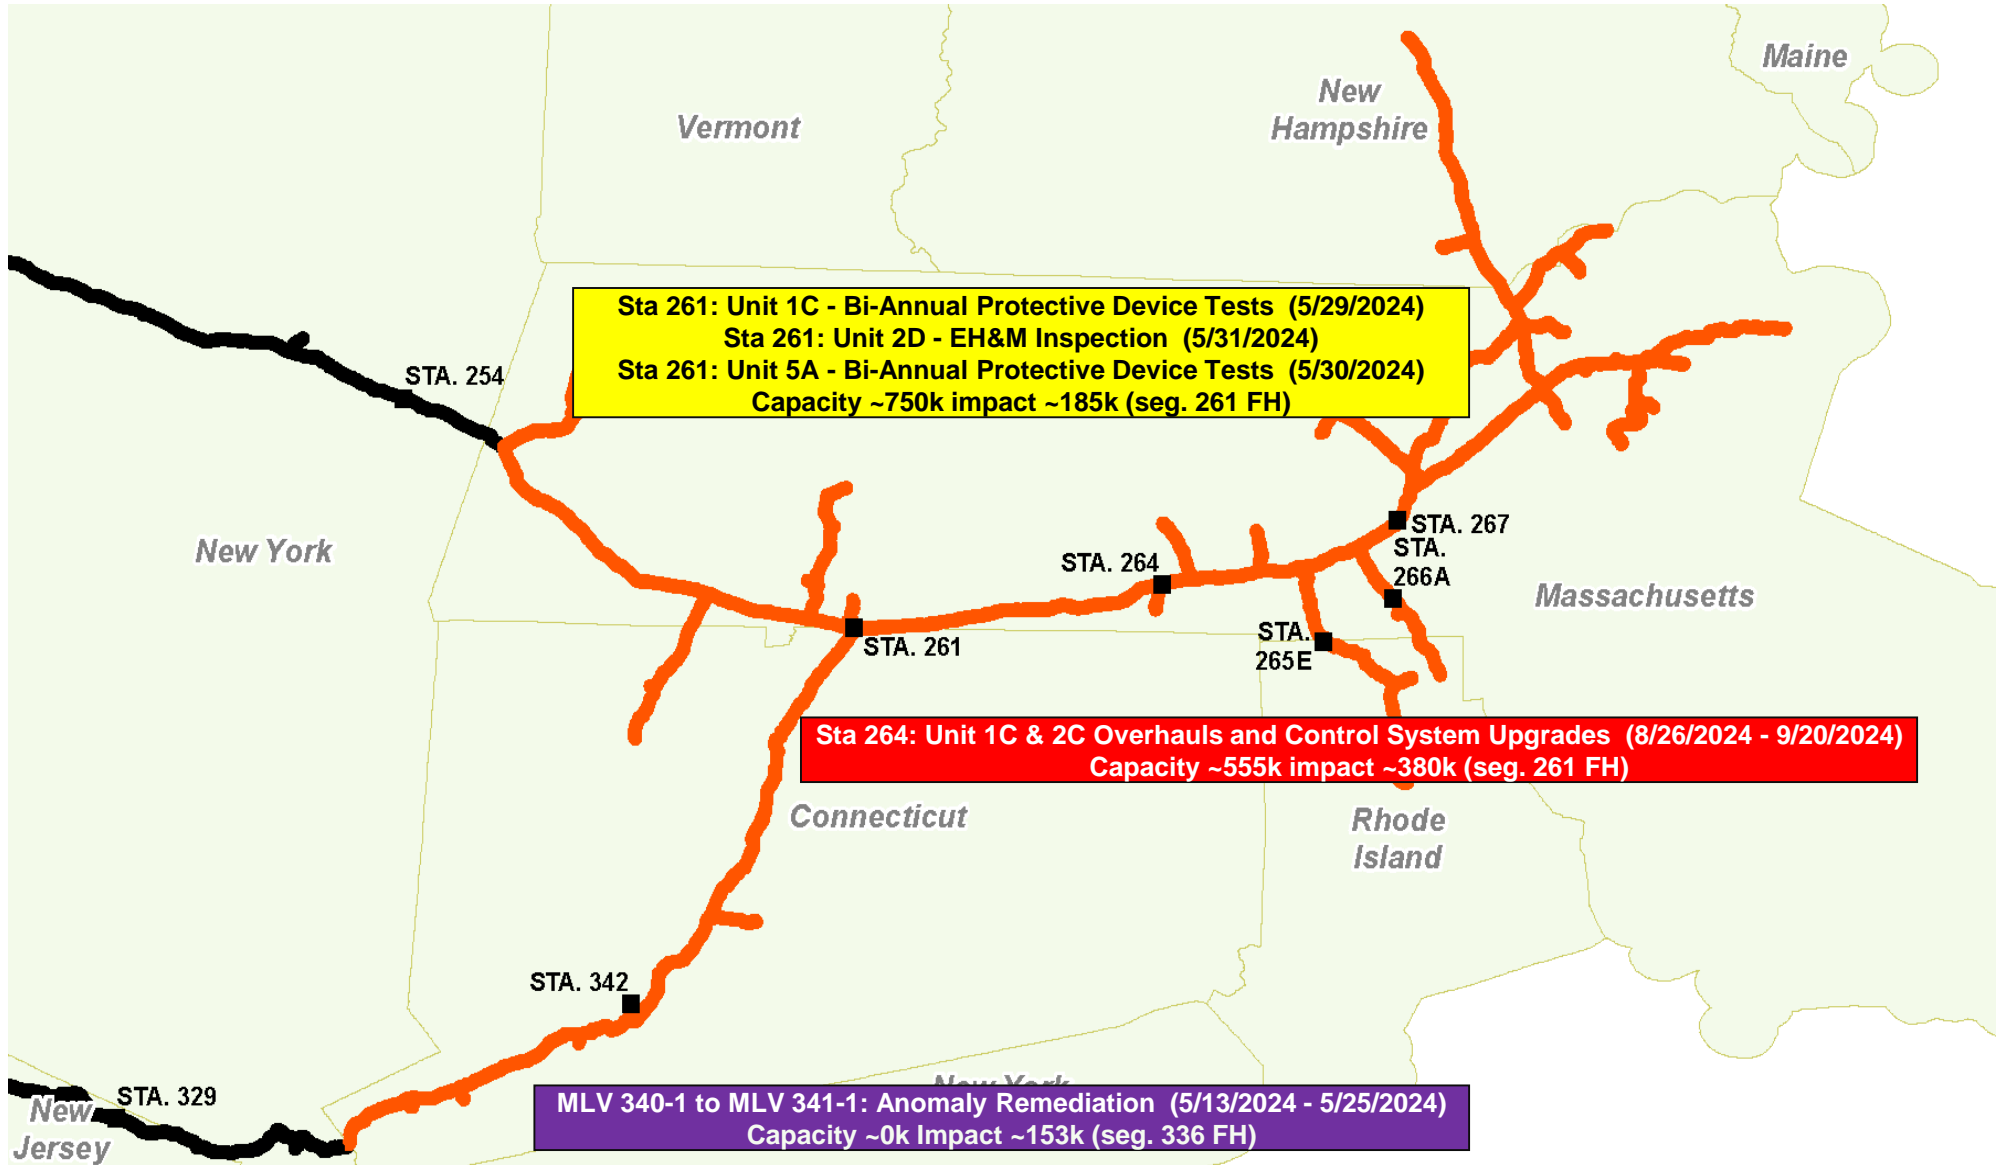 Maine
New
Hampshire
Vermont
Sta 261: Unit 1C - Bi-Annual Protective Device Tests (5/29/2024)
Sta 261: Unit 2D - EH&M Inspection (5/31/2024)
Sta 261: Unit 5A - Bi-Annual Protective Device Tests (5/30/2024)
Capacity ~750k impact ~185k (seg. 261 FH)
STA. 254
New York
STA. 267
STA.
266A
STA. 264
Massachusetts
STA. 261
STA.
265E
Sta 264: Unit 1C & 2C Overhauls and Control System Upgrades (8/26/2024 - 9/20/2024)
Capacity ~555k impact ~380k (seg. 261 FH)
Connecticut
Rhode
Island
STA. 342
New York
STA. 329
New
Jersey
MLV 340-1 to MLV 341-1: Anomaly Remediation (5/13/2024 - 5/25/2024)
Capacity ~0k Impact ~153k (seg. 336 FH)